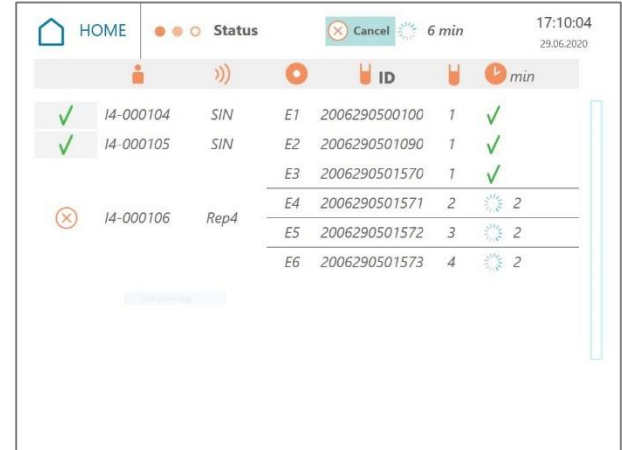 HOME Status Cancel 6 min 17:10:04
29.06.2020
ID min
I4-000104 SIN E1 2006290500100 1
I4-000105 SIN E2 2006290501090 1
E3 2006290501570 1
E4 2006290501571 2 2
I4-000106 Rep4
E5 2006290501572 3 2
E6 2006290501573 4 2